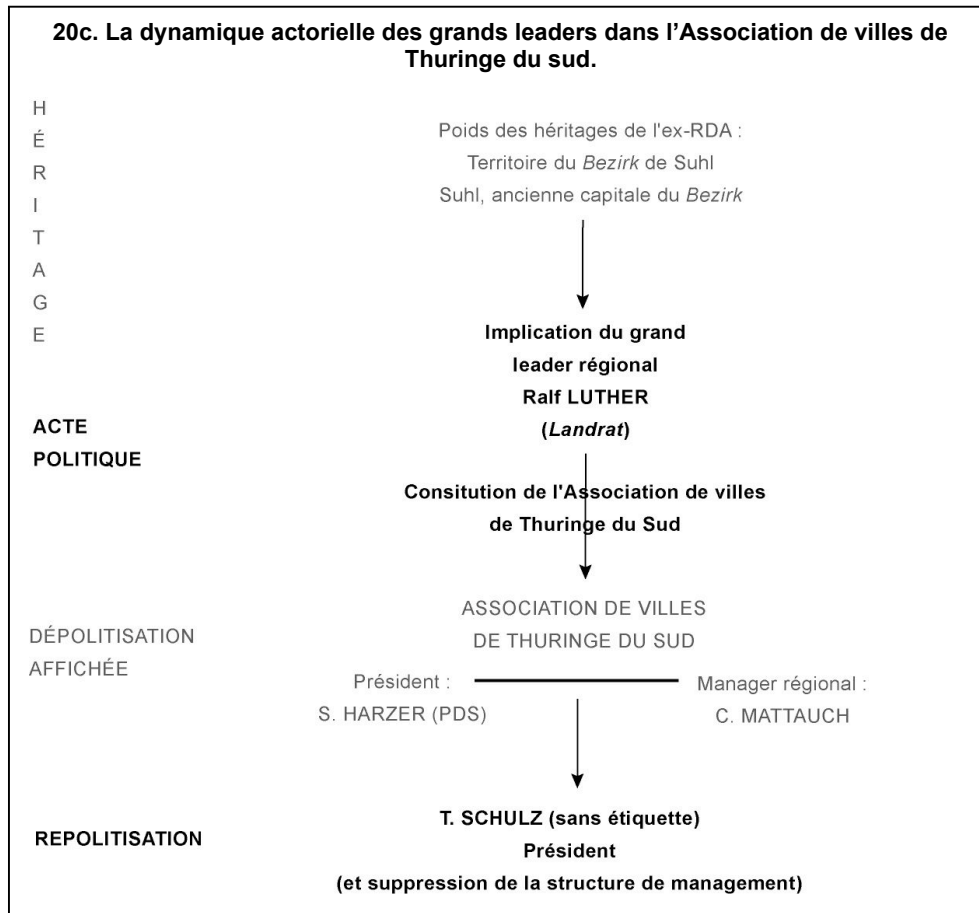 20c. La dynamique actorielle des grands leaders dans l'Association de villes de
Thuringe du sud.
H
É
R
I
T
A
G
E
Poids des héritages de l'ex-RDA :
Territoire du Bezirk de Suhl
Suhl, ancienne capitale du Bezirk
Implication du grand
leader régional
Ralf LUTHER
(Landrat)
ACTE
POLITIQUE
Consitution de l'Association de villes
de Thuringe du Sud
DÉPOLITISATION
AFFICHÉE
ASSOCIATION DE VILLES
DE THURINGE DU SUD
Président :
S. HARZER (PDS)
Manager régional :
C. MATTAUCH
REPOLITISATION
T. SCHULZ (sans étiquette)
Président
(et suppression de la structure de management)